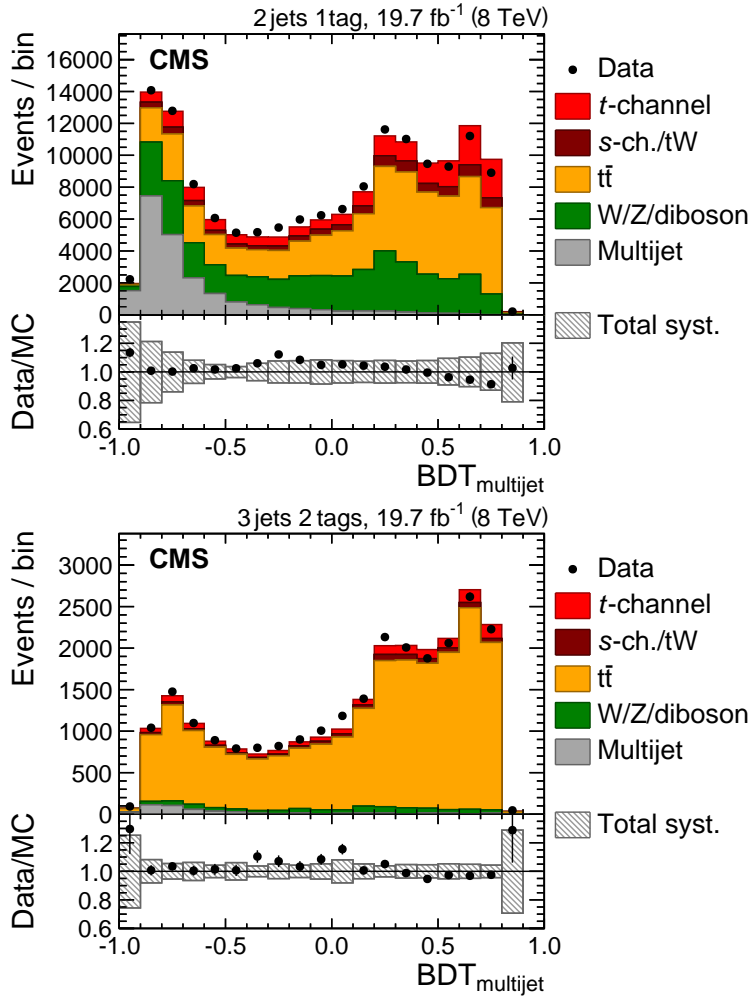 2 jets 1 tag, 19.7 fb⁻¹ (8 TeV)
CMS
Events / bin
16000
14000
12000
10000
8000
6000
4000
2000
0
Data
t-channel
s-ch./tW
tt̄
W/Z/diboson
Multijet
Data/MC
1.2
1.0
0.8
0.6
Total syst.
-1.0 -0.5 0.0 0.5 1.0
BDT_multijet
3 jets 2 tags, 19.7 fb⁻¹ (8 TeV)
CMS
Events / bin
3000
2500
2000
1500
1000
500
0
Data
t-channel
s-ch./tW
tt̄
W/Z/diboson
Multijet
Data/MC
1.2
1.0
0.8
0.6
Total syst.
-1.0 -0.5 0.0 0.5 1.0
BDT_multijet